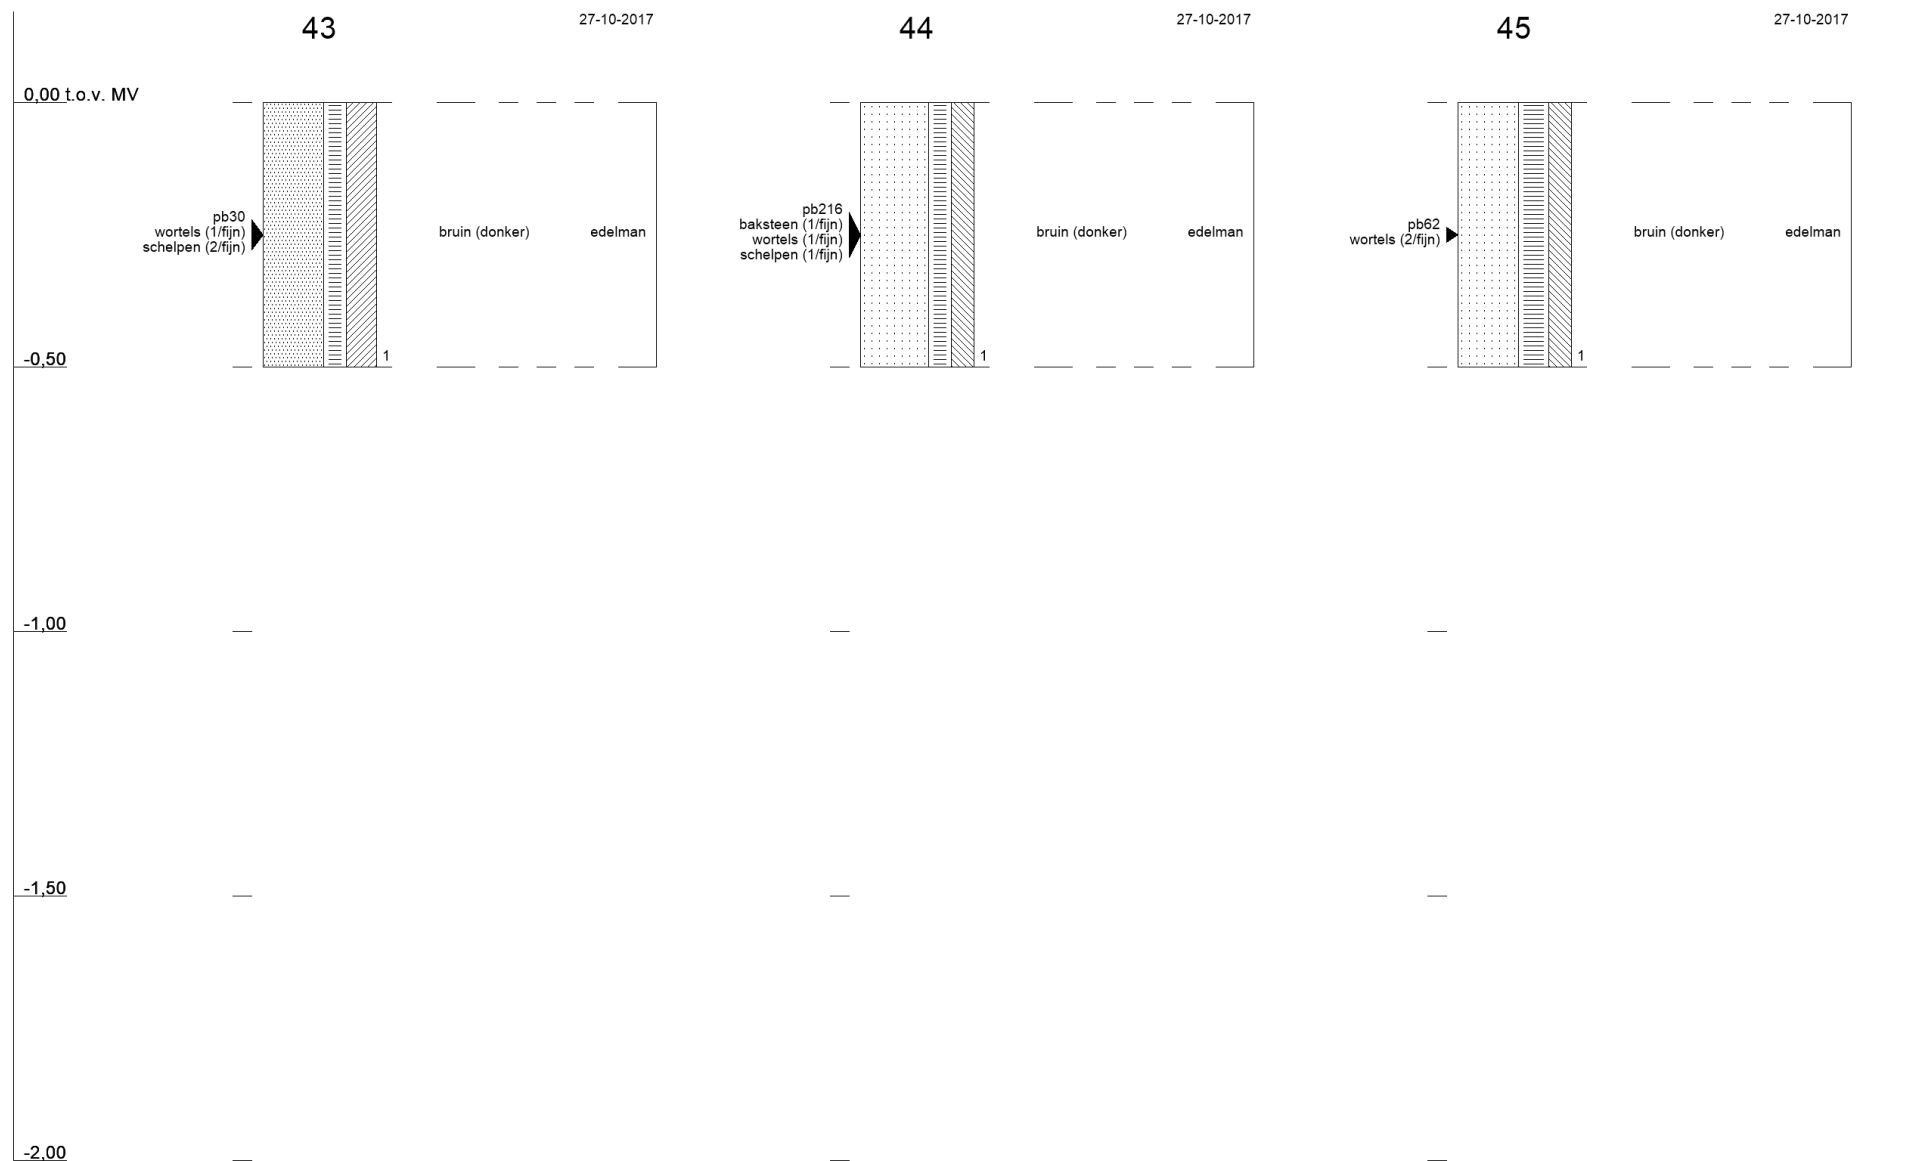 43
27-10-2017
44
27-10-2017
45
27-10-2017
0,00 t.o.v. MV
pb30
wortels (1/fijn)
schelpen (2/fijn)
bruin (donker)
edelman
1
pb216
baksteen (1/fijn)
wortels (1/fijn)
schelpen (1/fijn)
bruin (donker)
edelman
1
pb62
wortels (2/fijn)
bruin (donker)
edelman
1
-0,50
-1,00
-1,50
-2,00